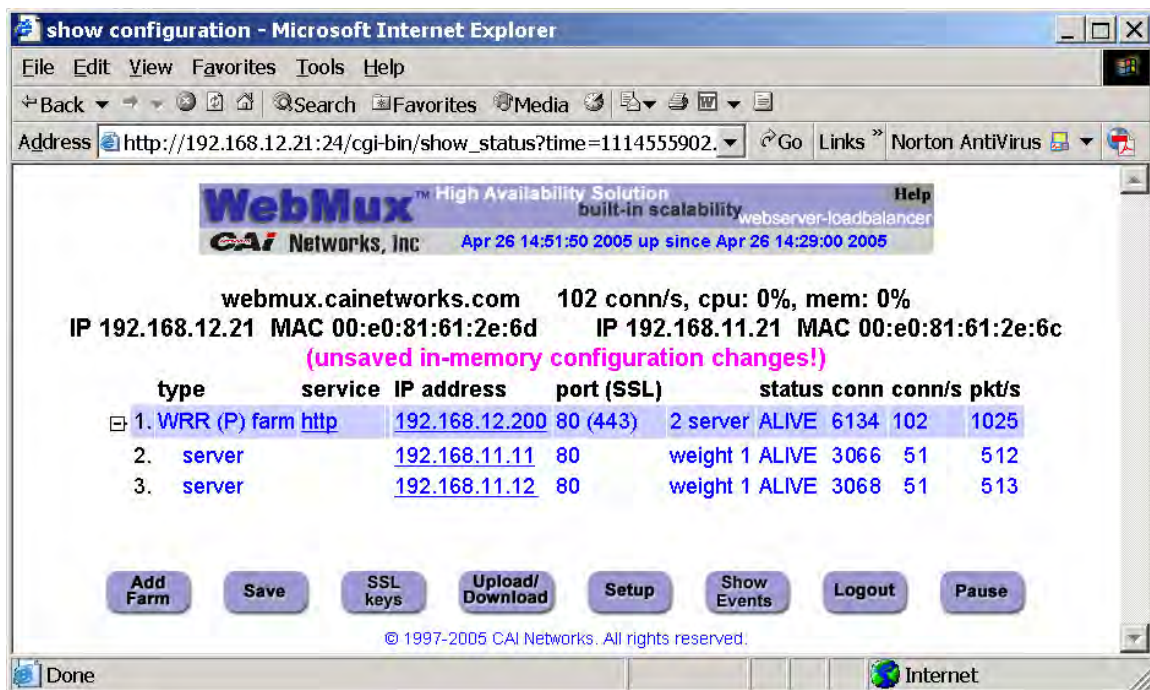 show configuration - Microsoft Internet Explorer
File Edit View Favorites Tools Help
Back Search Favorites Media
Address http://192.168.12.21:24/cgi-bin/show_status?time=1114555902. Go Links » Norton AntiVirus
WebMux™ High Availability Solution Help
built-in scalability webserver-loadbalancer
CAI Networks, Inc Apr 26 14:51:50 2005 up since Apr 26 14:29:00 2005
webmux.cainetworks.com 102 conn/s, cpu: 0%, mem: 0%
IP 192.168.12.21 MAC 00:e0:81:61:2e:6d IP 192.168.11.21 MAC 00:e0:81:61:2e:6c
(unsaved in-memory configuration changes!)
type service IP address port (SSL) status conn conn/s pkt/s
1. WRR (P) farm http 192.168.12.200 80 (443) 2 server ALIVE 6134 102 1025
2. server 192.168.11.11 80 weight 1 ALIVE 3066 51 512
3. server 192.168.11.12 80 weight 1 ALIVE 3068 51 513
Add Farm Save SSL keys Upload/ Download Setup Show Events Logout Pause
© 1997-2005 CAI Networks. All rights reserved.
Done Internet